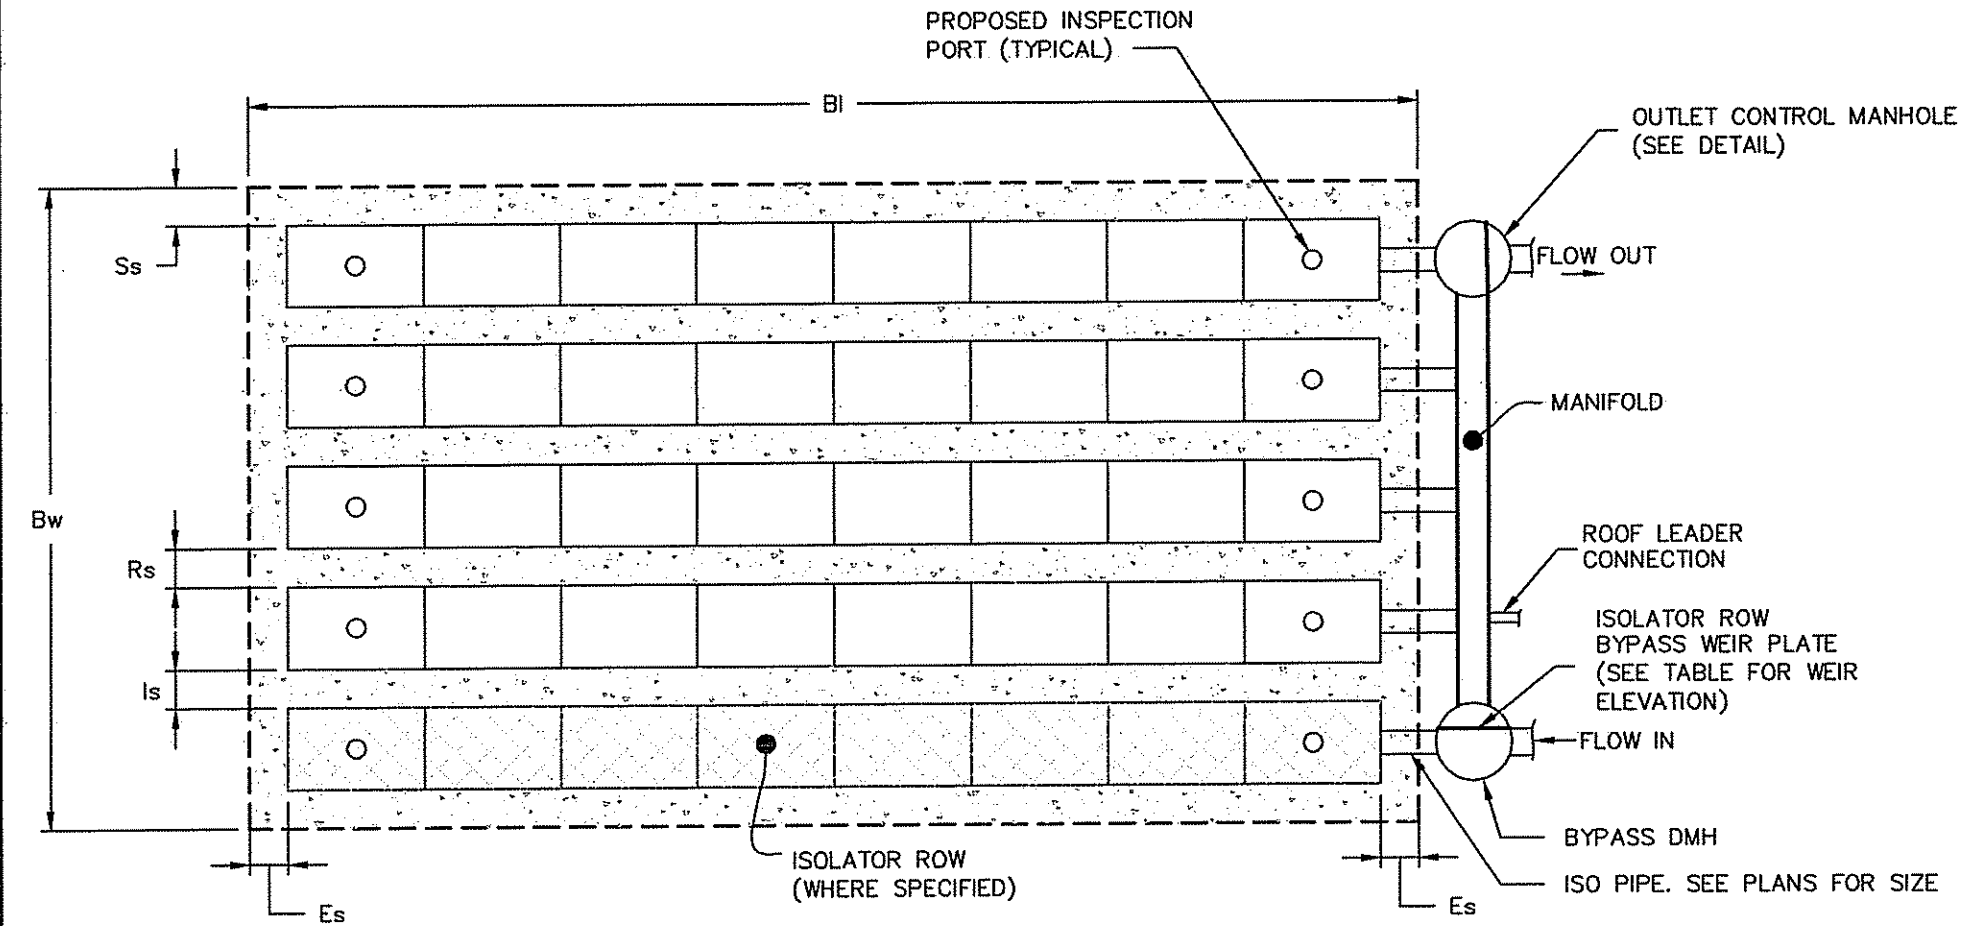 PROPOSED INSPECTION
PORT (TYPICAL)
Bl
OUTLET CONTROL MANHOLE
(SEE DETAIL)
Ss
FLOW OUT
MANIFOLD
Bw
Rs
ROOF LEADER
CONNECTION
Is
ISOLATOR ROW
BYPASS WEIR PLATE
(SEE TABLE FOR WEIR
ELEVATION)
FLOW IN
BYPASS DMH
ISOLATOR ROW
(WHERE SPECIFIED)
ISO PIPE. SEE PLANS FOR SIZE
Es
Es